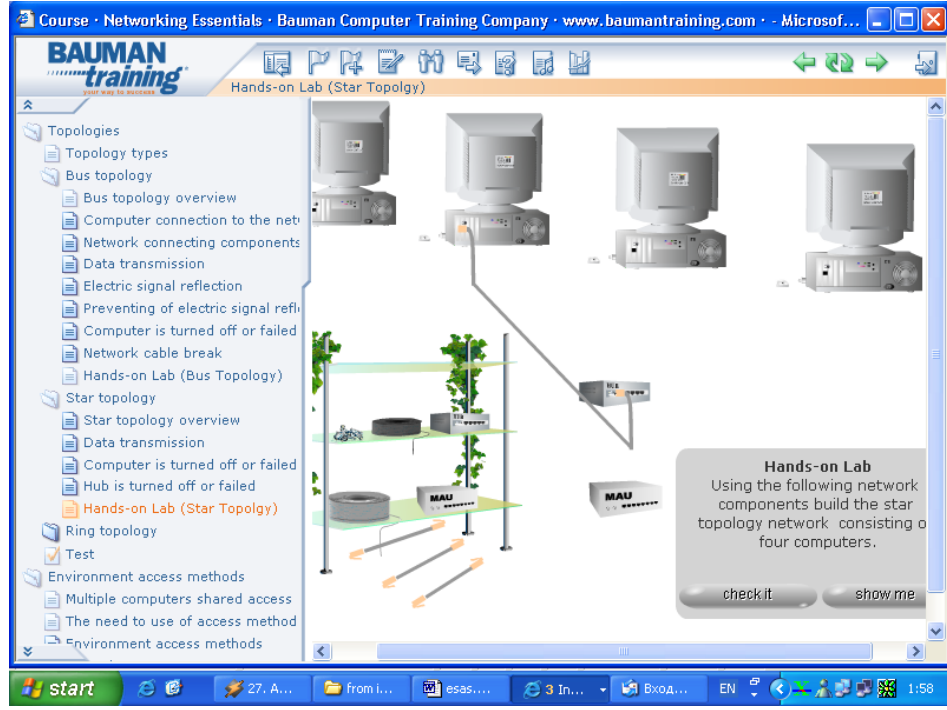 Course · Networking Essentials · Bauman Computer Training Company · www.baumantraining.com · - Microsof...
BAUMAN
training
your way to success
Hands-on Lab (Star Topolgy)
Topologies
Topology types
Bus topology
Bus topology overview
Computer connection to the net
Network connecting components
Data transmission
Electric signal reflection
Preventing of electric signal refl
Computer is turned off or failed
Network cable break
Hands-on Lab (Bus Topology)
Star topology
Star topology overview
Data transmission
Computer is turned off or failed
Hub is turned off or failed
Hands-on Lab (Star Topolgy)
Ring topology
Test
Environment access methods
Multiple computers shared access
The need to use of access method
Environment access methods
HUB
HUB
MAU
MAU
Hands-on Lab
Using the following network
components build the star
topology network consisting o
four computers.
check it
show me
start
27. A...
from i...
esas....
3 In...
Вход...
EN
1:58